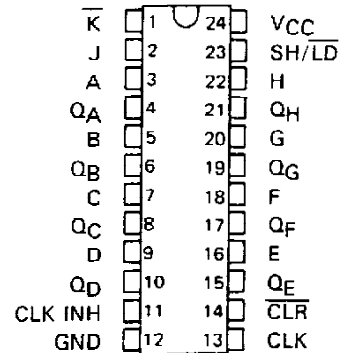 K̅ 1 24 VCC
J 2 23 SH/L̅D̅
A 3 22 H
QA 4 21 QH
B 5 20 G
QB 6 19 QG
C 7 18 F
QC 8 17 QF
D 9 16 E
QD 10 15 QE
CLK INH 11 14 C̅L̅R̅
GND 12 13 CLK